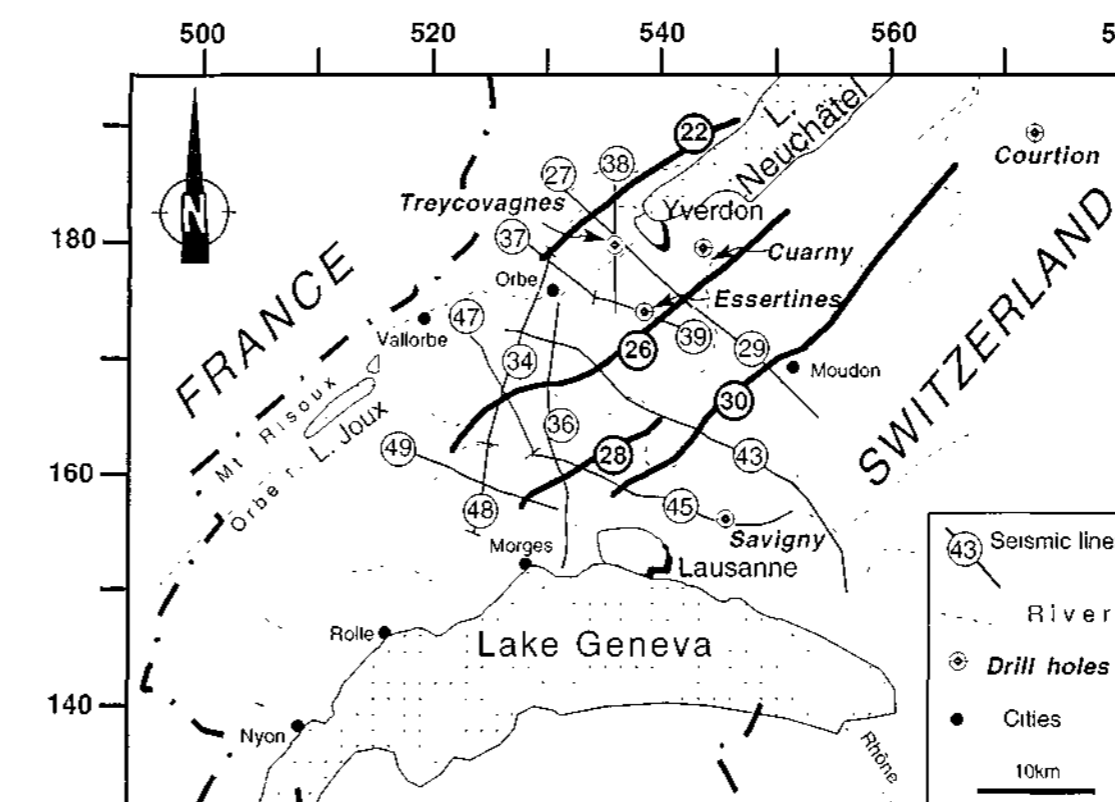 500 520 540 560 5
180
160
140
N
FRANCE
SWITZERLAND
L. Neuchâtel
Courtion
22
27
38
Treycovagnes
Yverdon
37
Cuarny
Orbe
Essertines
47
Vallorbe
34
26
39
29
Moudon
Mt Risoux
L. Joux
Orbe r.
30
36
49
28
43
48
45
Savigny
Morges
Lausanne
Rolle
Lake Geneva
Nyon
Rhône
43 Seismic line
River
Drill holes
Cities
10km